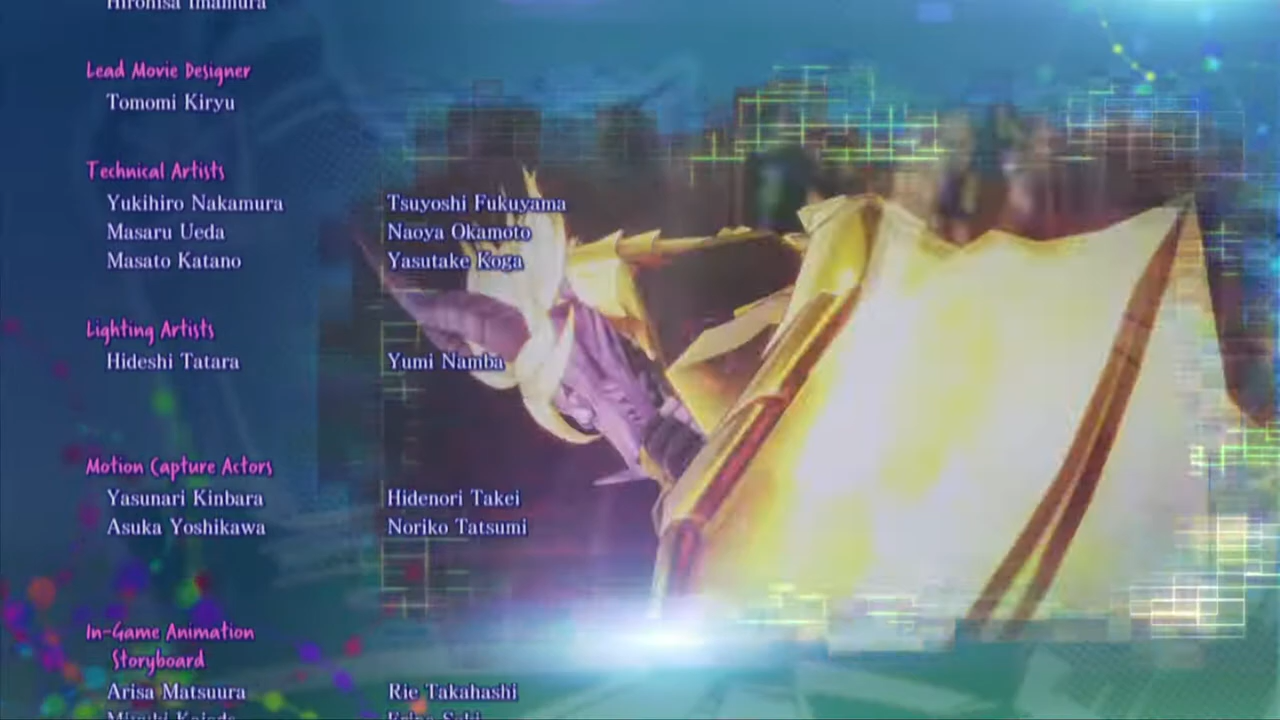 Hironisa Imamura
Lead Movie Designer
Tomomi Kiryu
Technical Artists
Yukihiro Nakamura Tsuyoshi Fukuyama
Masaru Ueda Naoya Okamoto
Masato Katano Yasutake Koga
Lighting Artists
Hideshi Tatara Yumi Namba
Motion Capture Actors
Yasunari Kinbara Hidenori Takei
Asuka Yoshikawa Noriko Tatsumi
In-Game Animation
Storyboard
Arisa Matsuura Rie Takahashi